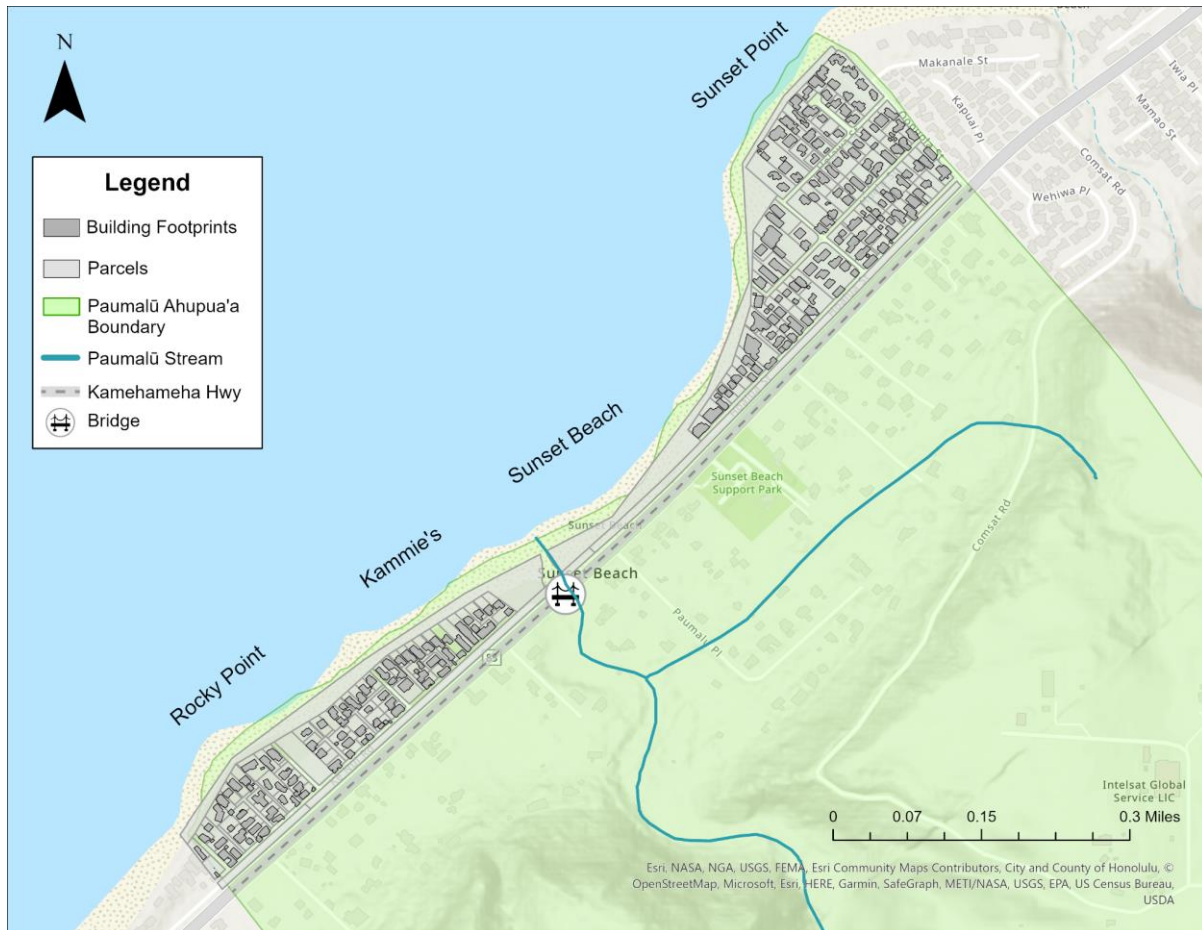 N
Legend
Building Footprints
Parcels
Paumalū Ahupua'a
Boundary
Paumalū Stream
Kamehameha Hwy
Bridge
Sunset Point
Makanale St
Kapuai Pl
Iwia Pl
Mamao St
Comsat Rd
Wehiwa Pl
Sunset Beach
Sunset Beach
Support Park
Comsat Rd
Kammie's
Sunset Beach
Sunset Beach
Paumalu Pl
83
Rocky Point
Intelsat Global
Service LlC
0 0.07 0.15 0.3 Miles
Esri, NASA, NGA, USGS, FEMA, Esri Community Maps Contributors, City and County of Honolulu, ©
OpenStreetMap, Microsoft, Esri, HERE, Garmin, SafeGraph, METI/NASA, USGS, EPA, US Census Bureau,
USDA